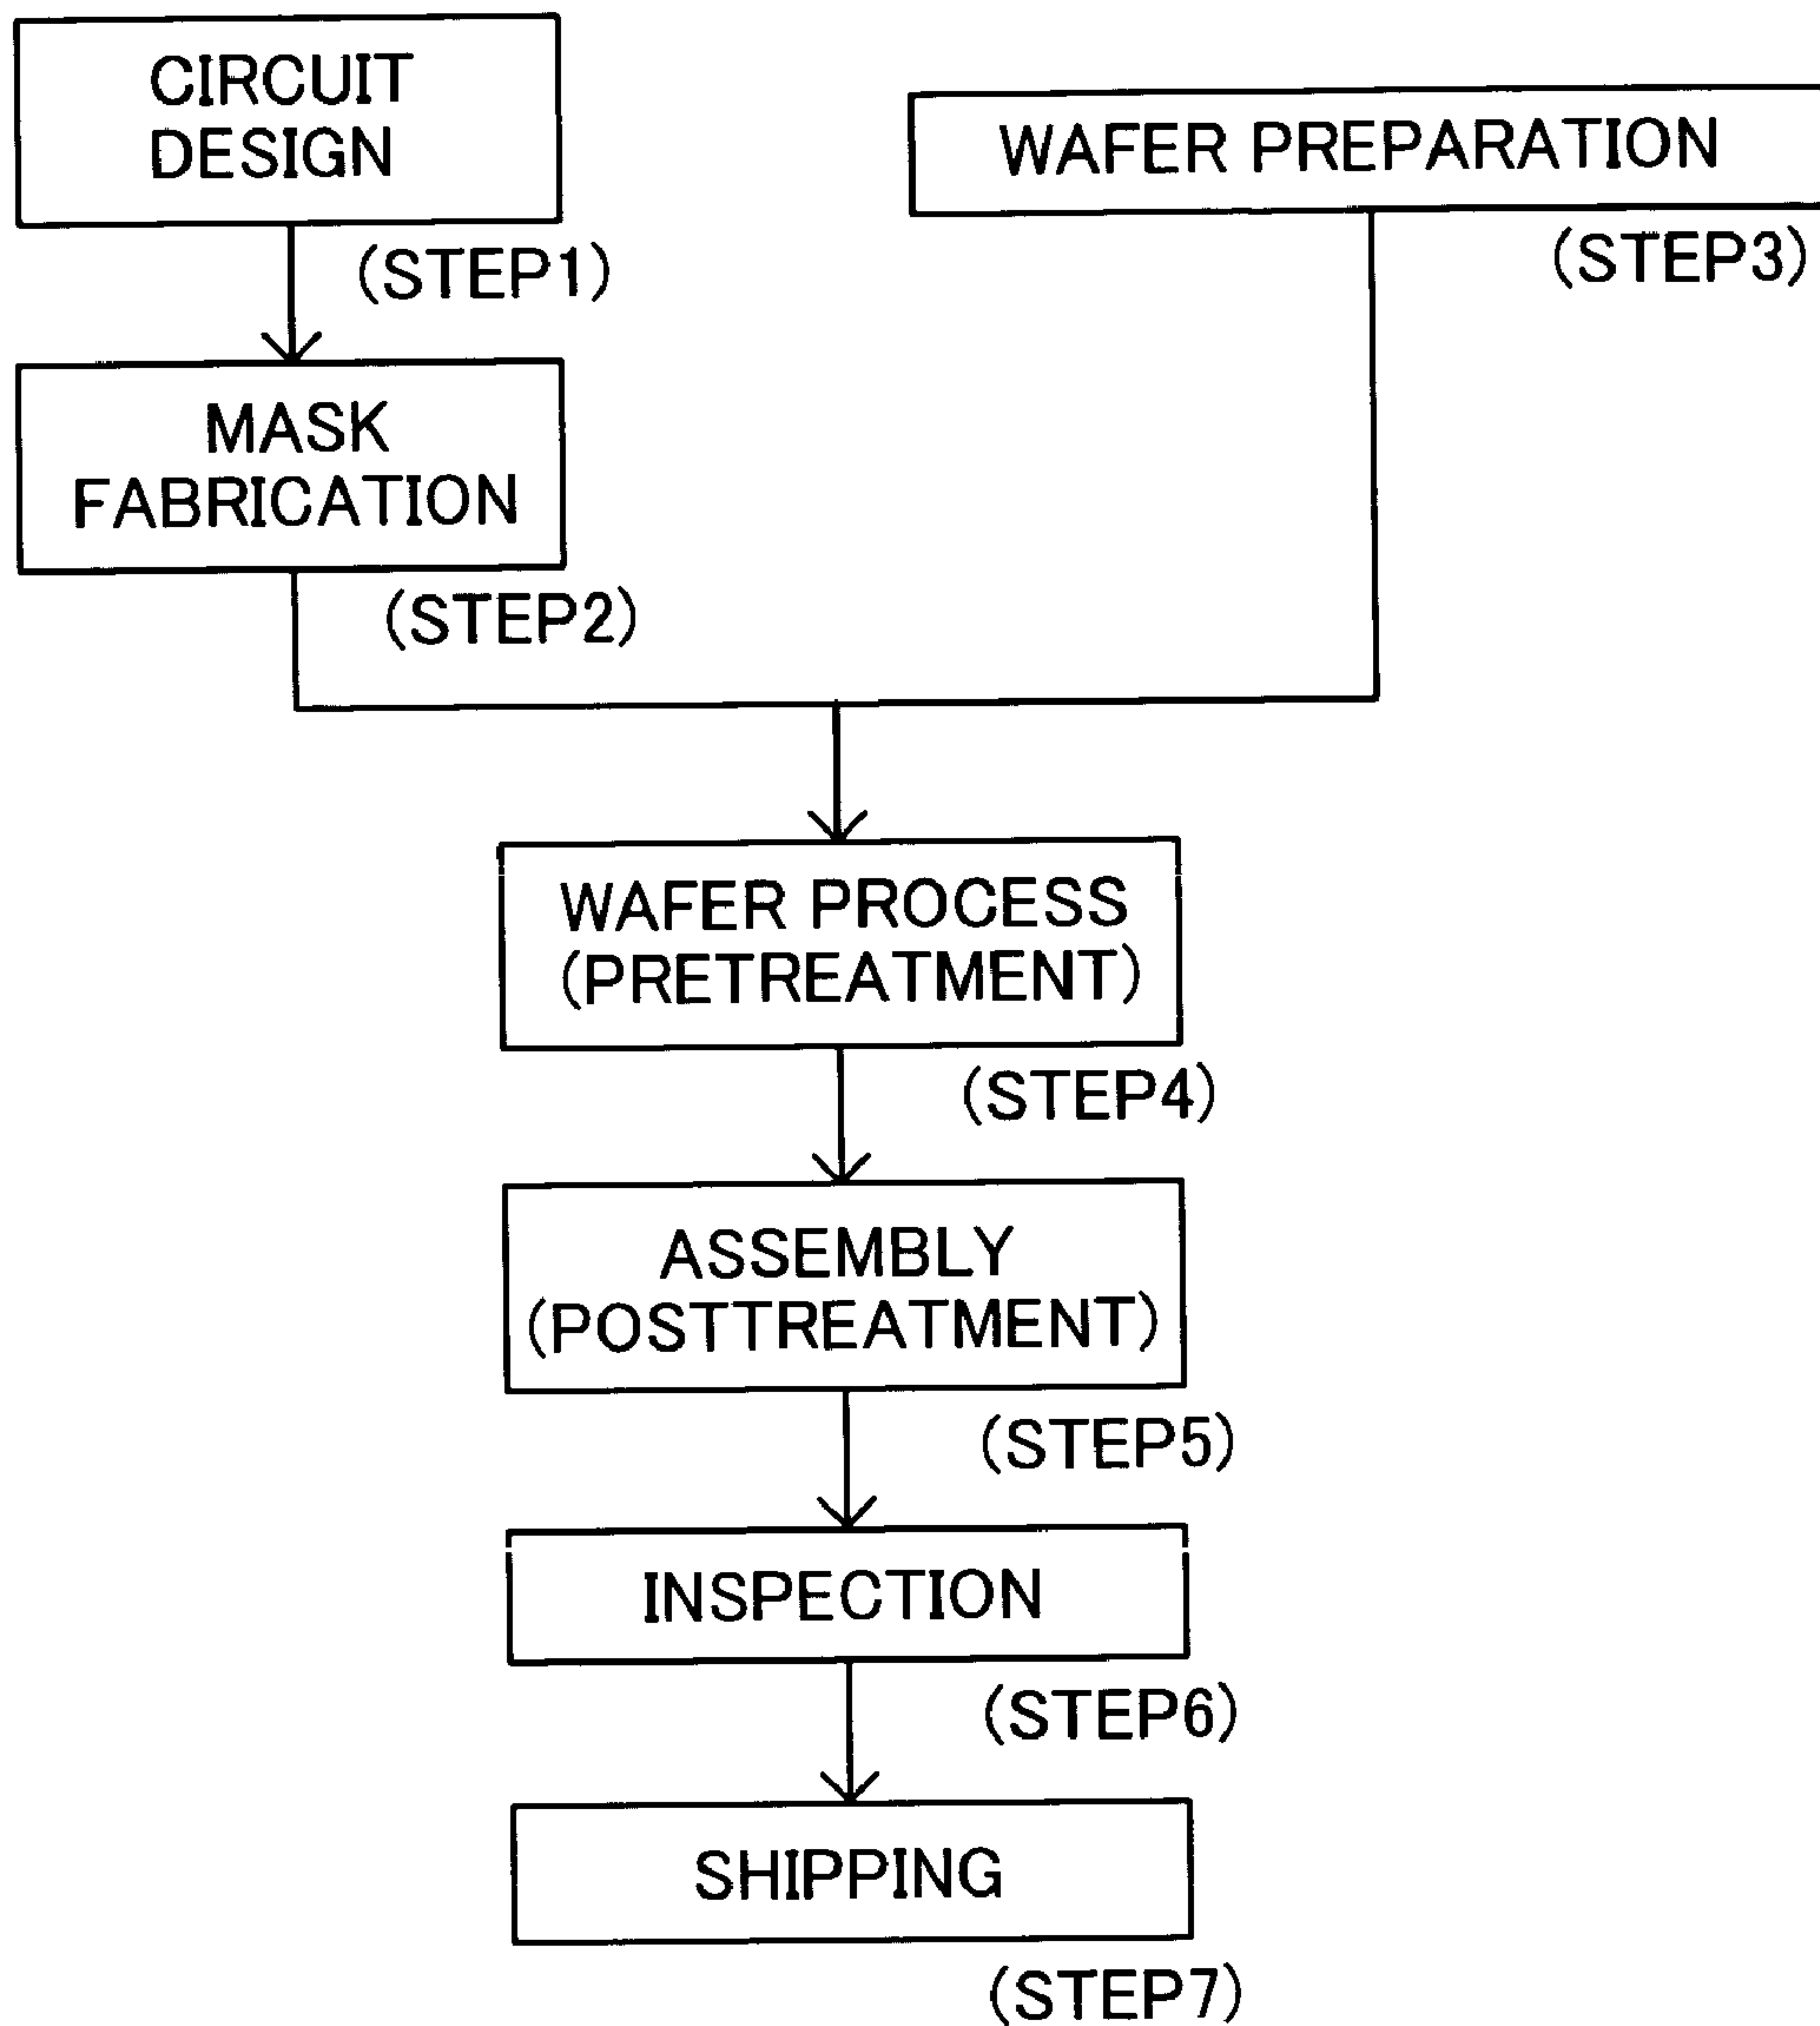 CIRCUIT
DESIGN
(STEP1)
MASK
FABRICATION
(STEP2)
WAFER PREPARATION
(STEP3)
WAFER PROCESS
(PRETREATMENT)
(STEP4)
ASSEMBLY
(POSTTREATMENT)
(STEP5)
INSPECTION
(STEP6)
SHIPPING
(STEP7)